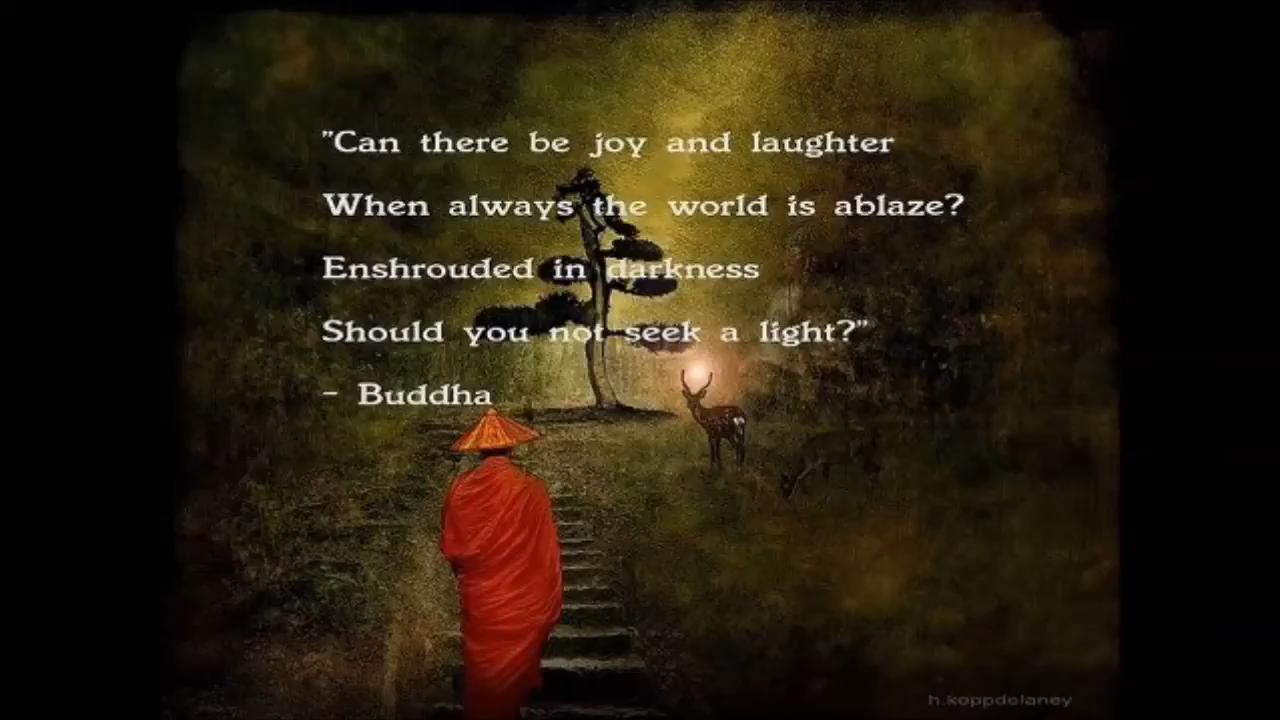 "Can there be joy and laughter
When always the world is ablaze?
Enshrouded in darkness
Should you not seek a light?"
- Buddha
h.koppdelaney